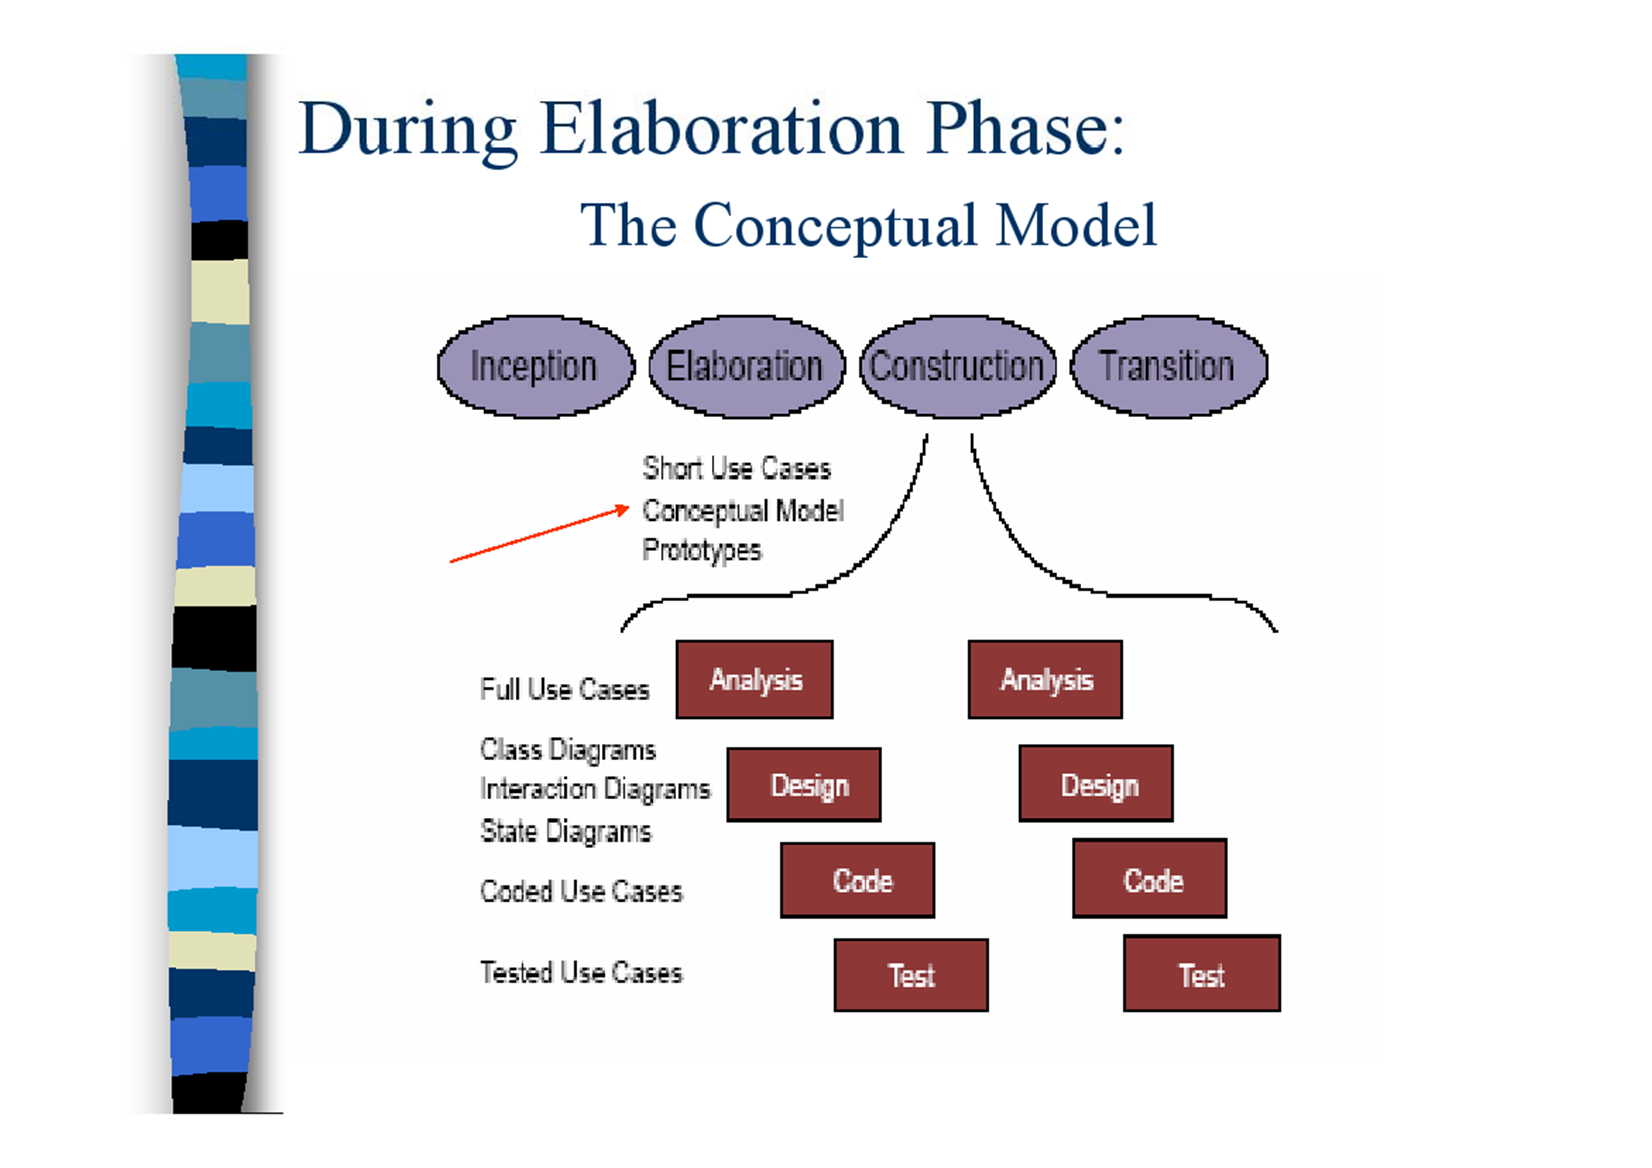 During Elaboration Phase:
The Conceptual Model
Inception Elaboration Construction Transition
Short Use Cases
Conceptual Model
Prototypes
Full Use Cases Analysis Analysis
Class Diagrams
Interaction Diagrams Design Design
State Diagrams
Coded Use Cases Code Code
Tested Use Cases Test Test